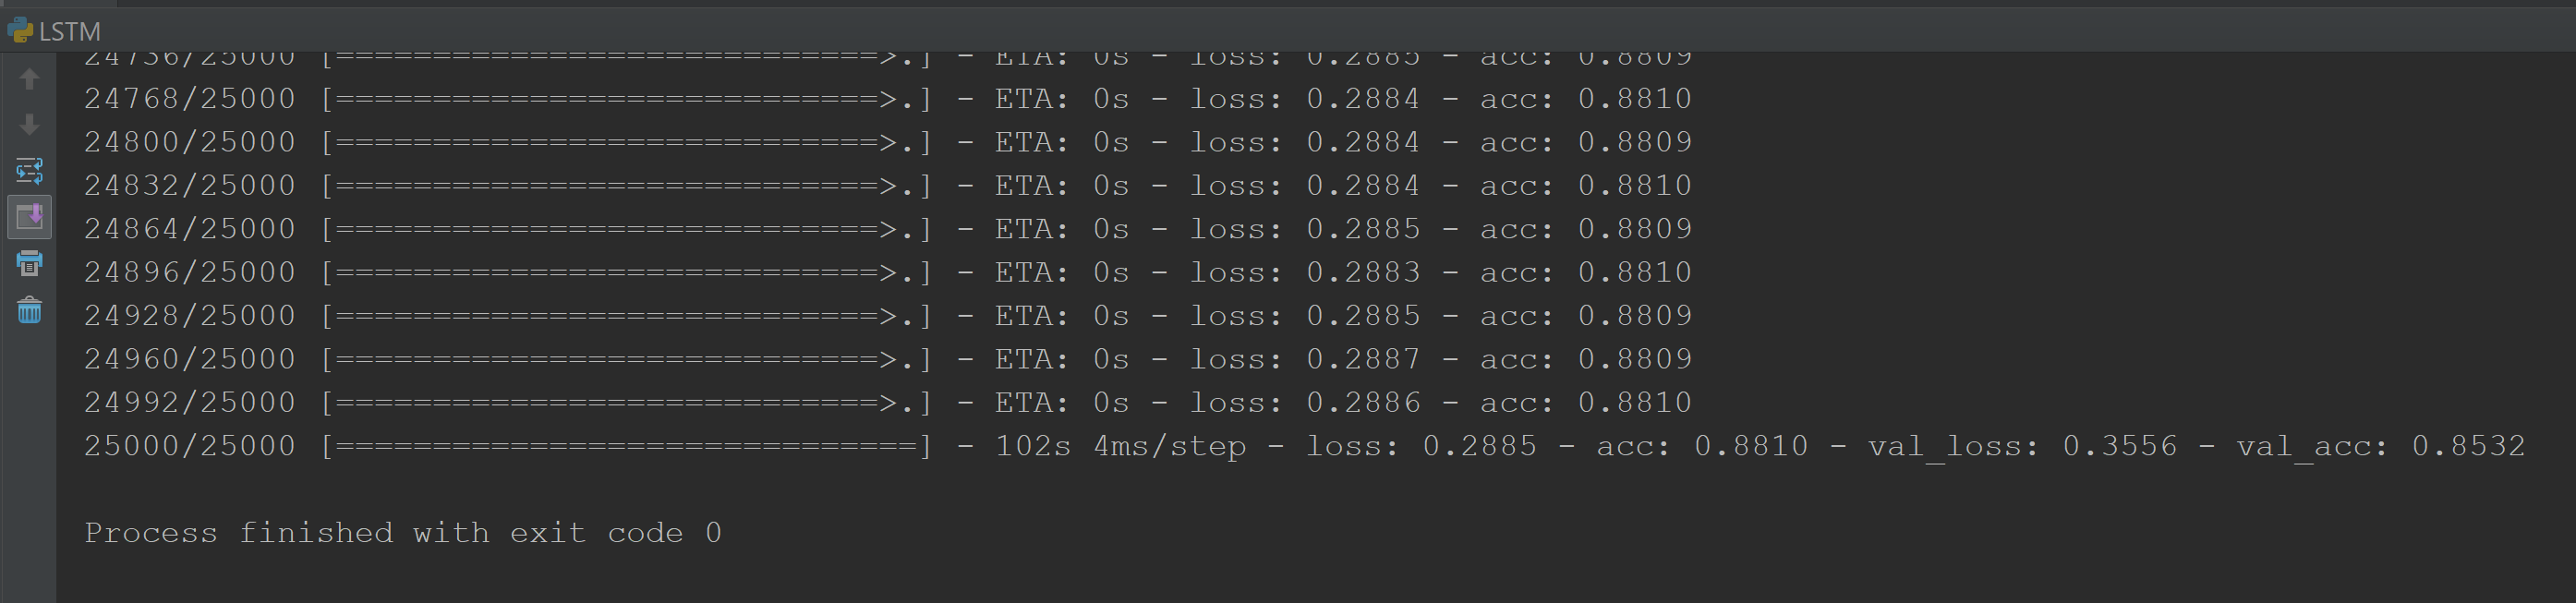 LSTM
24736/25000 [============================>.] - ETA: 0s - loss: 0.2885 - acc: 0.8809
24768/25000 [============================>.] - ETA: 0s - loss: 0.2884 - acc: 0.8810
24800/25000 [============================>.] - ETA: 0s - loss: 0.2884 - acc: 0.8809
24832/25000 [============================>.] - ETA: 0s - loss: 0.2884 - acc: 0.8810
24864/25000 [============================>.] - ETA: 0s - loss: 0.2885 - acc: 0.8809
24896/25000 [============================>.] - ETA: 0s - loss: 0.2883 - acc: 0.8810
24928/25000 [============================>.] - ETA: 0s - loss: 0.2885 - acc: 0.8809
24960/25000 [============================>.] - ETA: 0s - loss: 0.2887 - acc: 0.8809
24992/25000 [============================>.] - ETA: 0s - loss: 0.2886 - acc: 0.8810
25000/25000 [==============================] - 102s 4ms/step - loss: 0.2885 - acc: 0.8810 - val_loss: 0.3556 - val_acc: 0.8532
Process finished with exit code 0